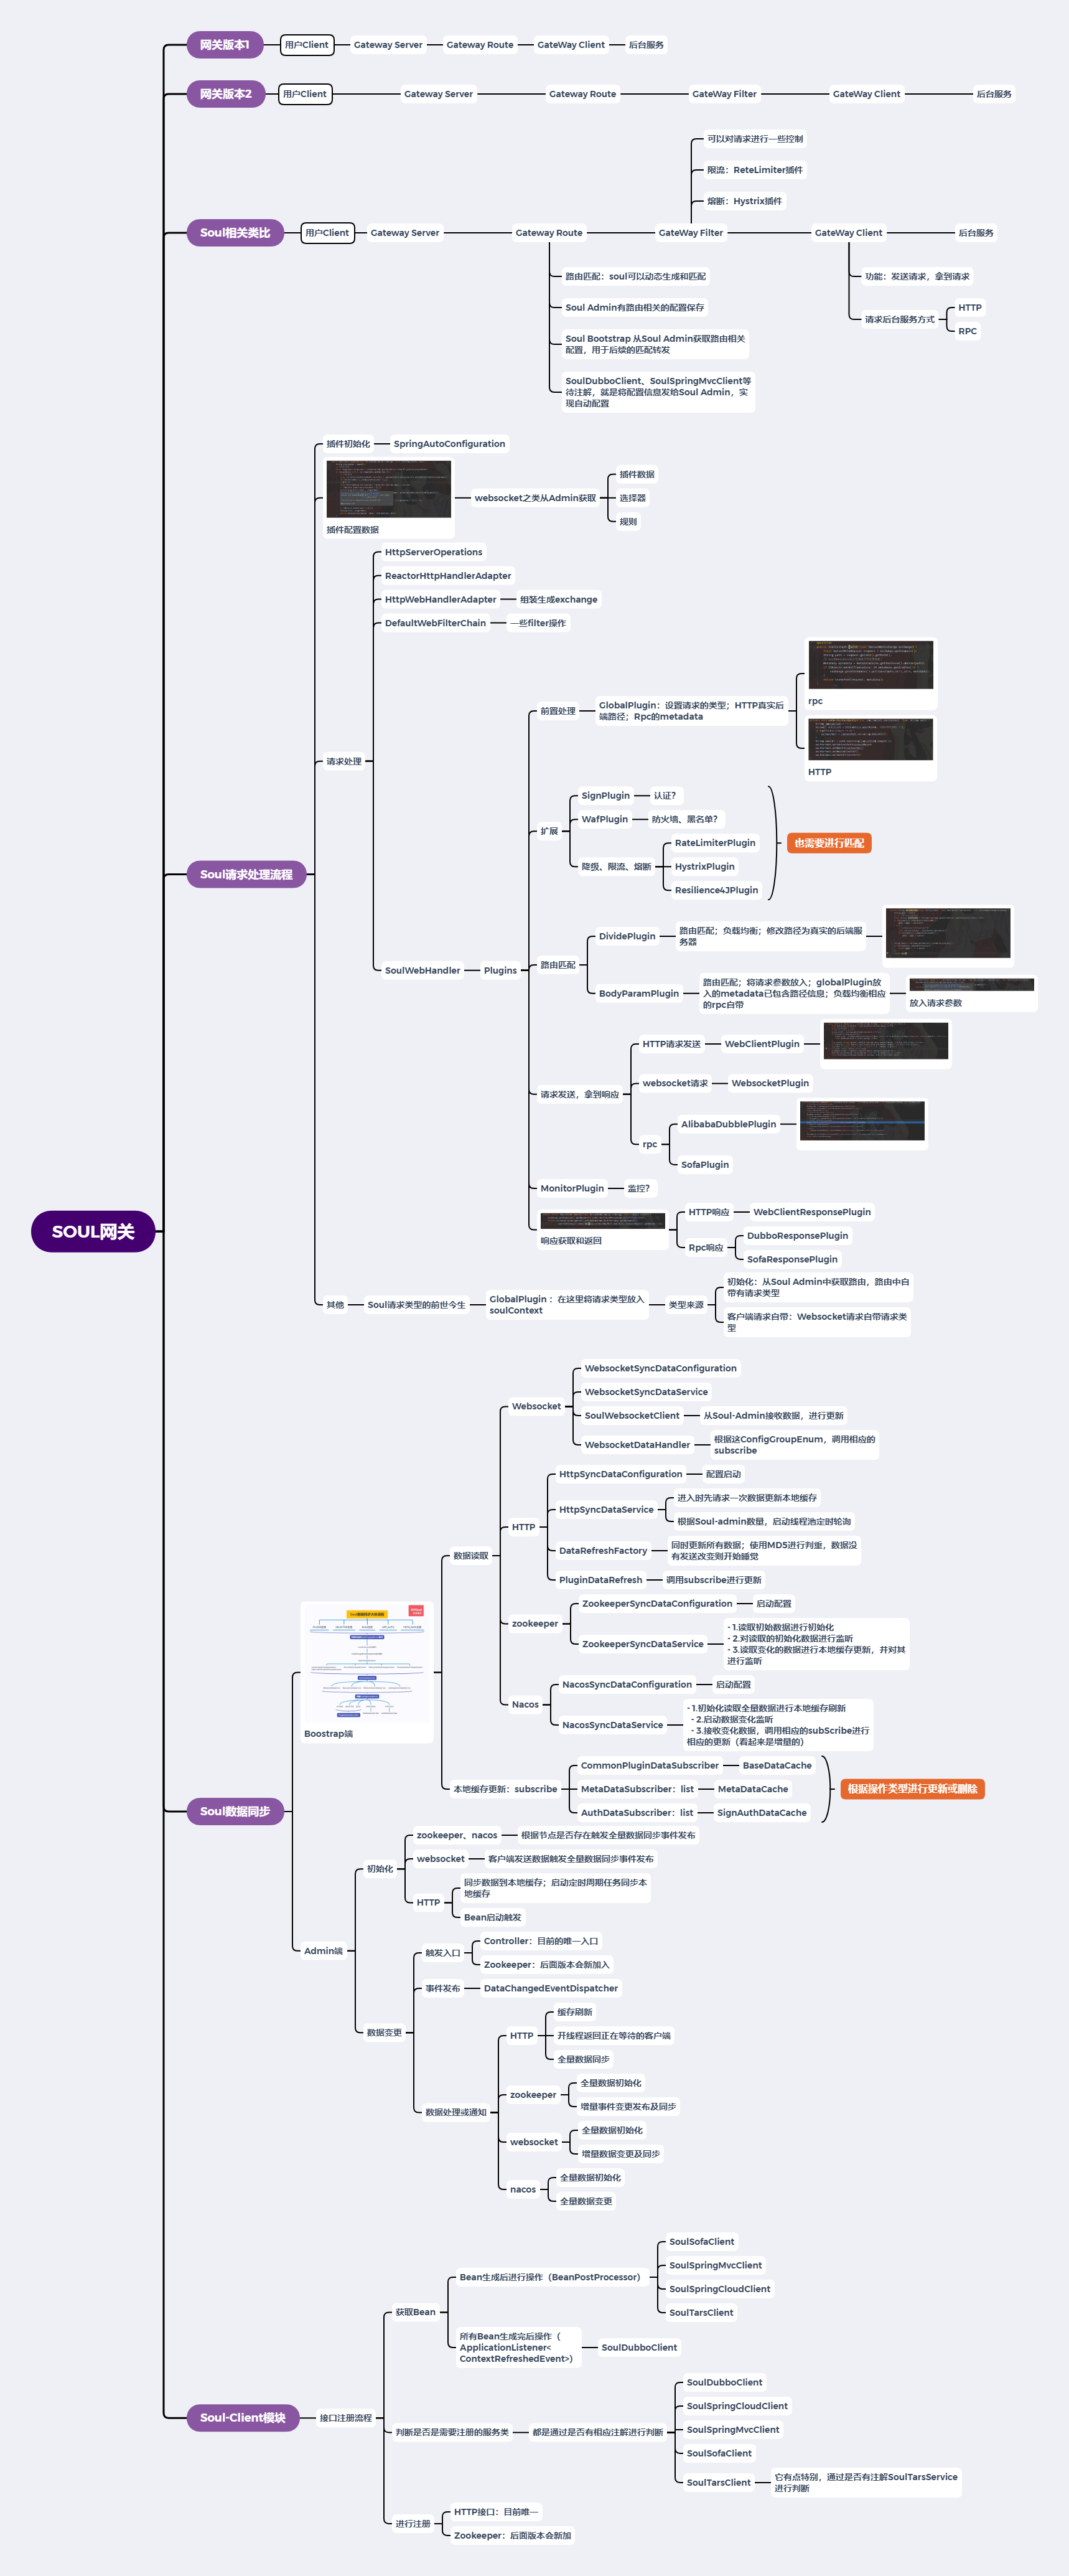 网关版本1
用户Client
Gateway Server
Gateway Route
GateWay Client
后台服务
网关版本2
用户Client
Gateway Server
Gateway Route
GateWay Filter
GateWay Client
后台服务
可以对请求进行一些控制
限流：ReteLimiter插件
熔断：Hystrix插件
Soul相关类比
用户Client
Gateway Server
Gateway Route
GateWay Filter
GateWay Client
后台服务
路由匹配：soul可以动态生成和匹配
Soul Admin有路由相关的配置保存
Soul Bootstrap 从Soul Admin获取路由相关
配置，用于后续的匹配转发
SoulDubboClient、SoulSpringMvcClient等
待注解，就是将配置信息发给Soul Admin，实
现自动配置
功能：发送请求，拿到请求
请求后台服务方式
HTTP
RPC
SOUL网关
Soul请求处理流程
插件初始化
SpringAutoConfiguration
插件配置数据
websocket之类从Admin获取
插件数据
选择器
规则
请求处理
HttpServerOperations
ReactorHttpHandlerAdapter
HttpWebHandlerAdapter
组装生成exchange
DefaultWebFilterChain
一些filter操作
SoulWebHandler
Plugins
前置处理
GlobalPlugin：设置请求的类型；HTTP真实后
端路径；Rpc的metadata
rpc
HTTP
扩展
SignPlugin
认证？
WafPlugin
防火墙、黑名单？
降级、限流、熔断
RateLimiterPlugin
HystrixPlugin
Resilience4JPlugin
也需要进行匹配
路由匹配
DividePlugin
路由匹配；负载均衡；修改路径为真实的后端服
务器
BodyParamPlugin
路由匹配；将请求参数放入；globalPlugin放
入的metadata已包含路径信息；负载均衡相应
的rpc自带
放入请求参数
请求发送，拿到响应
HTTP请求发送
WebClientPlugin
websocket请求
WebsocketPlugin
rpc
AlibabaDubblePlugin
SofaPlugin
MonitorPlugin
监控？
响应获取和返回
HTTP响应
WebClientResponsePlugin
Rpc响应
DubboResponsePlugin
SofaResponsePlugin
其他
Soul请求类型的前世今生
GlobalPlugin ：在这里将请求类型放入
soulContext
类型来源
初始化：从Soul Admin中获取路由，路由中自
带有请求类型
客户端请求自带：Websocket请求自带请求类
型
Soul数据同步
Boostrap端
数据读取
Websocket
WebsocketSyncDataConfiguration
WebsocketSyncDataService
SoulWebsocketClient
从Soul-Admin接收数据，进行更新
WebsocketDataHandler
根据这ConfigGroupEnum，调用相应的
subscribe
HTTP
HttpSyncDataConfiguration
配置启动
HttpSyncDataService
进入时先请求一次数据更新本地缓存
根据Soul-admin数量，启动线程池定时轮询
DataRefreshFactory
同时更新所有数据；使用MD5进行判重，数据没
有发送改变则开始睡觉
PluginDataRefresh
调用subscribe进行更新
zookeeper
ZookeeperSyncDataConfiguration
启动配置
ZookeeperSyncDataService
- 1.读取初始数据进行初始化
- 2.对读取的初始化数据进行监听
- 3.读取变化的数据进行本地缓存更新，并对其
进行监听
Nacos
NacosSyncDataConfiguration
启动配置
NacosSyncDataService
- 1.初始化读取全量数据进行本地缓存刷新
- 2.启动数据变化监听
- 3.接收变化数据，调用相应的subScribe进行
相应的更新（看起来是增量的）
本地缓存更新：subscribe
CommonPluginDataSubscriber
BaseDataCache
MetaDataSubscriber：list
MetaDataCache
AuthDataSubscriber：list
SignAuthDataCache
根据操作类型进行更新或删除
Admin端
初始化
zookeeper、nacos
根据节点是否存在触发全量数据同步事件发布
websocket
客户端发送数据触发全量数据同步事件发布
HTTP
同步数据到本地缓存；启动定时周期任务同步本
地缓存
Bean启动触发
数据变更
触发入口
Controller：目前的唯一入口
Zookeeper：后面版本会新加入
事件发布
DataChangedEventDispatcher
数据处理或通知
HTTP
缓存刷新
开线程返回正在等待的客户端
全量数据同步
zookeeper
全量数据初始化
增量事件变更发布及同步
websocket
全量数据初始化
增量数据变更及同步
nacos
全量数据初始化
全量数据变更
Soul-Client模块
接口注册流程
获取Bean
Bean生成后进行操作（BeanPostProcessor）
SoulSofaClient
SoulSpringMvcClient
SoulSpringCloudClient
SoulTarsClient
所有Bean生成完后操作（
ApplicationListener<
ContextRefreshedEvent>）
SoulDubboClient
判断是否是需要注册的服务类
都是通过是否有相应注解进行判断
SoulDubboClient
SoulSpringCloudClient
SoulSpringMvcClient
SoulSofaClient
SoulTarsClient
它有点特别，通过是否有注解SoulTarsService
进行判断
进行注册
HTTP接口：目前唯一
Zookeeper：后面版本会新加